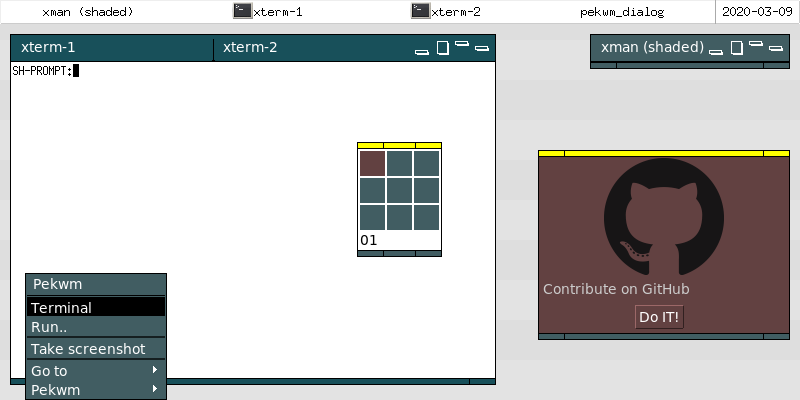 xman (shaded) xterm-1 xterm-2 pekwm_dialog 2020-03-09
xterm-1 xterm-2
xman (shaded)
SH-PROMPT:
01
Contribute on GitHub
Do IT!
Pekwm
Terminal
Run..
Take screenshot
Go to
Pekwm